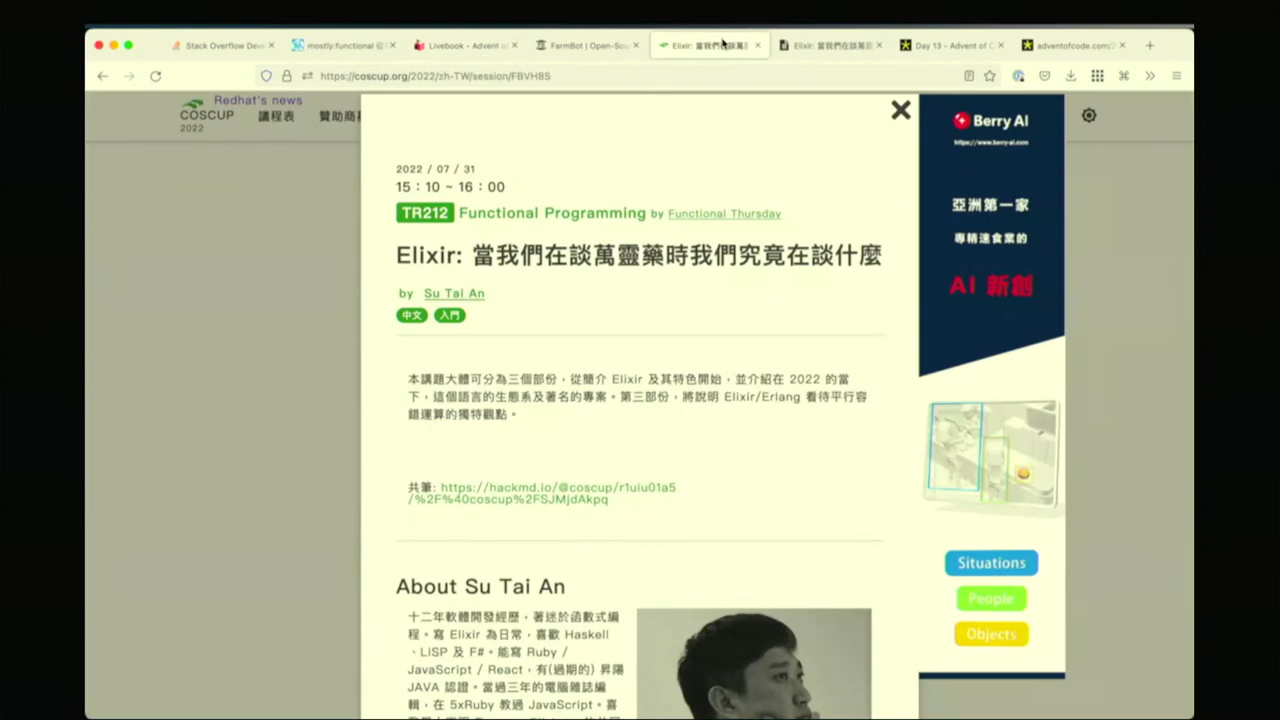 Stack Overflow Deve
mostly:functional
Livebook - Advent o
FarmBot | Open-Sou
Elixir: 當我們在談萬
Elixir: 當我們在談萬
Day 13 - Advent of C
adventofcode.com/2
https://coscup.org/2022/zh-TW/session/FBVHBS
Redhat's news
COSCUP
2022
議程表
贊助商
2022 / 07 / 31
15：10 ~ 16：00
TR212 Functional Programming by Functional Thursday
Elixir: 當我們在談萬靈藥時我們究竟在談什麼
by Su Tai An
中文 入門
本講題大體可分為三個部份，從簡介 Elixir 及其特色開始，並介紹在 2022 的當
下，這個語言的生態系及著名的專案。第三部份，將說明 Elixir/Erlang 看待平行容
錯運算的獨特觀點。
共筆: https://hackmd.io/@coscup/r1uiu01a5
/%2F%40coscup%2FSJMjdAkpq
About Su Tai An
十二年軟體開發經歷，著迷於函數式編
程。寫 Elixir 為日常，喜歡 Haskell
、LISP 及 F#。能寫 Ruby /
JavaScript / React，有(過期的) 昇陽
JAVA 認證。當過三年的電腦雜誌編
輯，在 5xRuby 教過 JavaScript。喜
Berry AI
https://www.berry-ai.com
亞洲第一家
專精速食業的
AI 新創
Situations
People
Objects